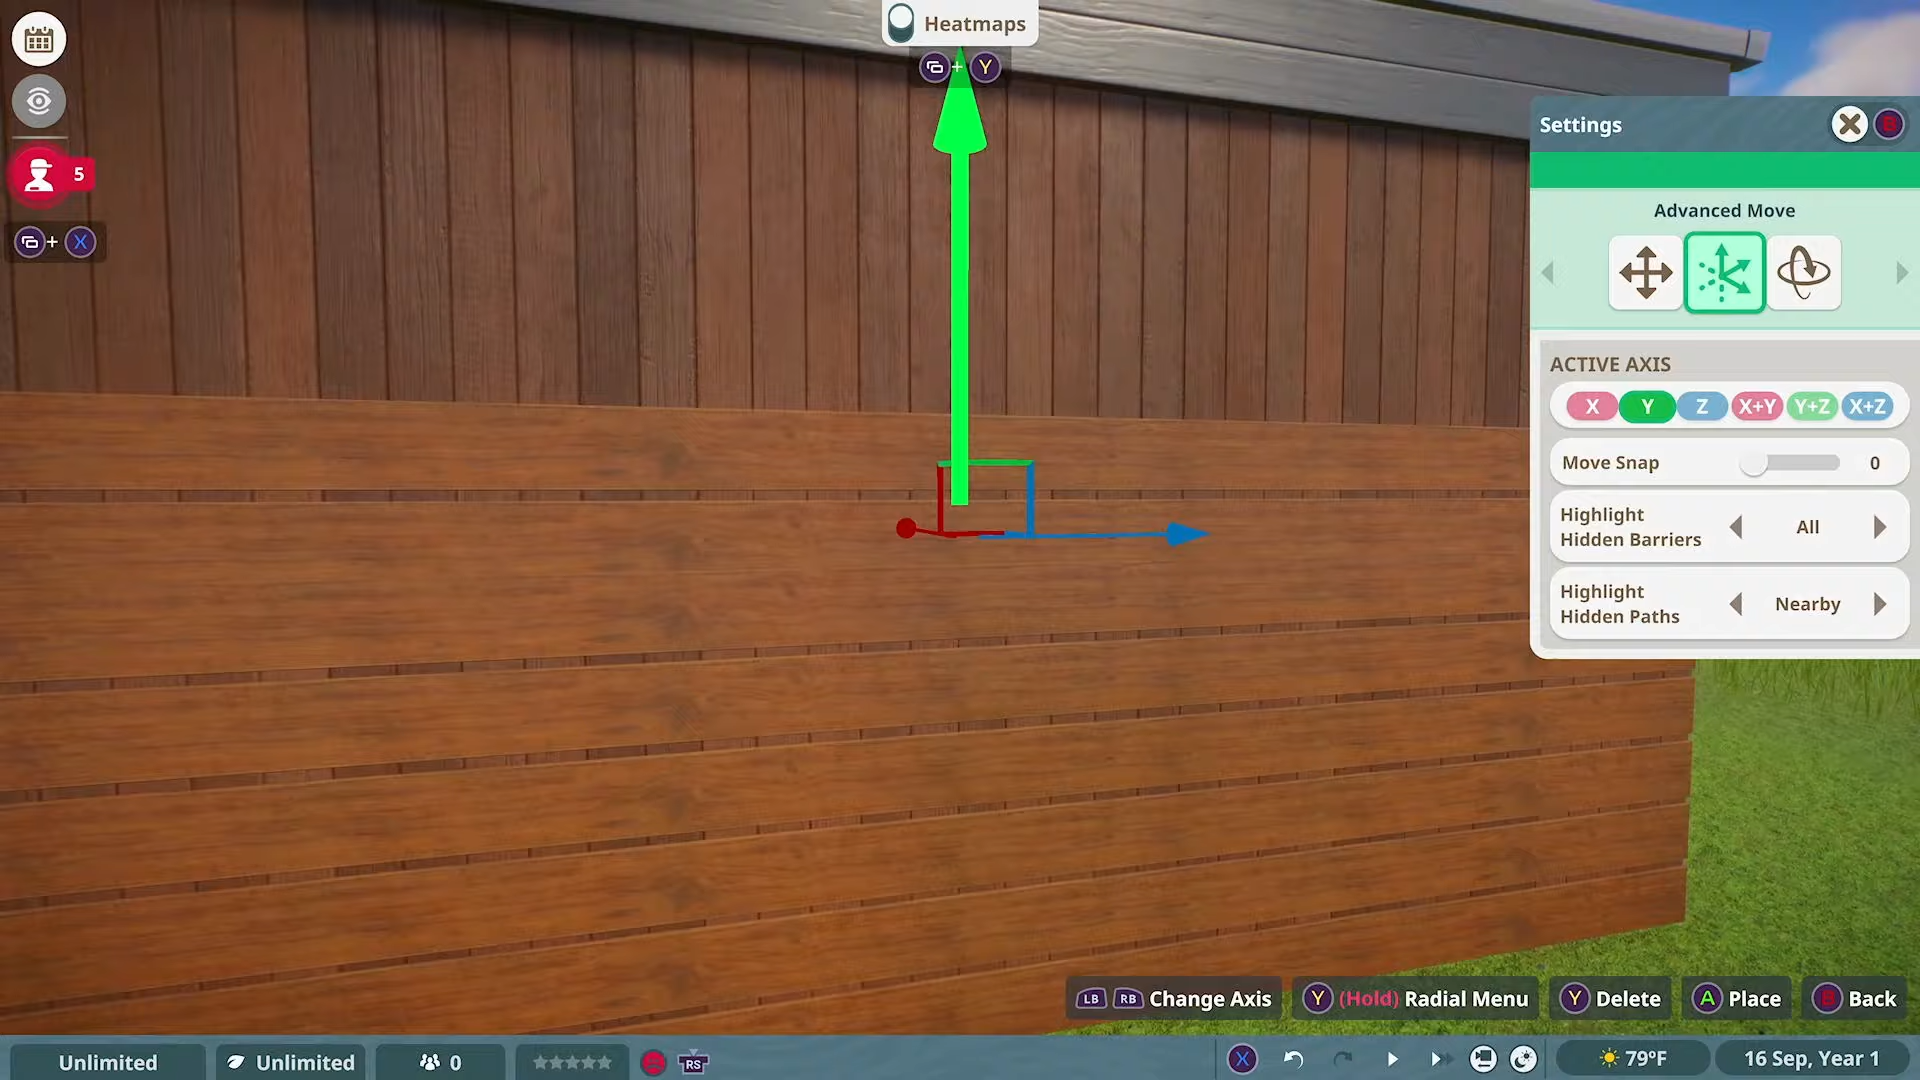 Heatmaps
+ Y
5
+ X
Settings
B
Advanced Move
ACTIVE AXIS
X Y Z X+Y Y+Z X+Z
Move Snap 0
Highlight
Hidden Barriers
All
Highlight
Hidden Paths
Nearby
LB RB Change Axis
Y (Hold) Radial Menu
Y Delete
A Place
B Back
Unlimited
Unlimited
0
RS
X
79°F
16 Sep, Year 1